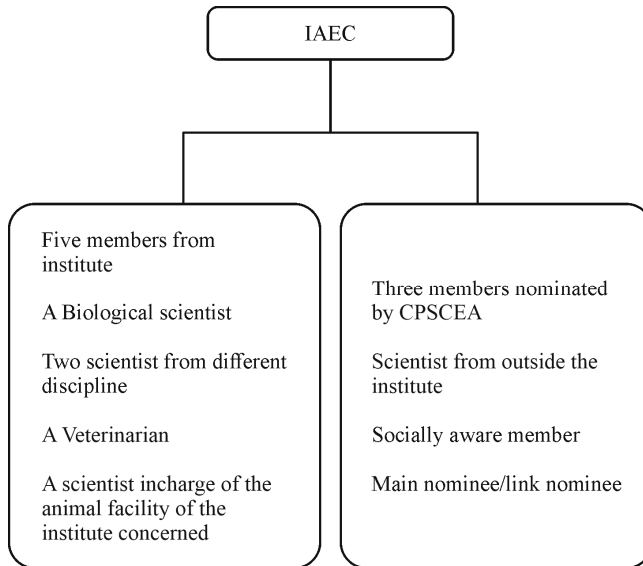 IAEC
Five members from
institute
A Biological scientist
Two scientist from different
discipline
A Veterinarian
A scientist incharge of the
animal facility of the
institute concerned
Three members nominated
by CPSCEA
Scientist from outside the
institute
Socially aware member
Main nominee/link nominee